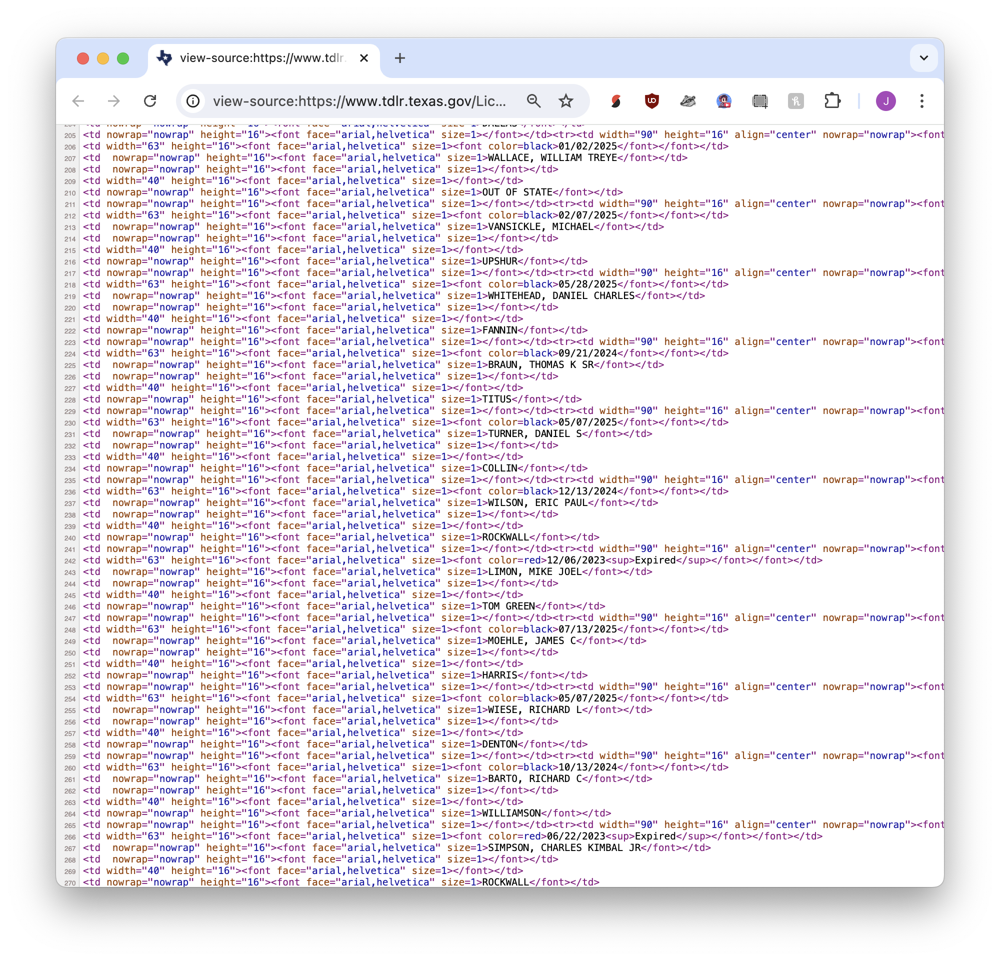 view-source:https://www.tdlr.
view-source:https://www.tdlr.texas.gov/Lic...
J
205 <td nowrap="nowrap" height="16"><font face="arial,helvetica" size=1></font></td><tr><td width="90" height="16" align="center" nowrap="nowrap"><font
206 <td width="63" height="16"><font face="arial,helvetica" size=1><font color=black>01/02/2025</font></font></td>
207 <td  nowrap="nowrap" height="16"><font face="arial,helvetica" size=1>WALLACE, WILLIAM TREYE</font></td>
208 <td  nowrap="nowrap" height="16"><font face="arial,helvetica" size=1></font></td>
209 <td width="40" height="16"><font face="arial,helvetica" size=1></font></td>
210 <td nowrap="nowrap" height="16"><font face="arial,helvetica" size=1>OUT OF STATE</font></td>
211 <td nowrap="nowrap" height="16"><font face="arial,helvetica" size=1></font></td><tr><td width="90" height="16" align="center" nowrap="nowrap"><font
212 <td width="63" height="16"><font face="arial,helvetica" size=1><font color=black>02/07/2025</font></font></td>
213 <td  nowrap="nowrap" height="16"><font face="arial,helvetica" size=1>VANSICKLE, MICHAEL</font></td>
214 <td  nowrap="nowrap" height="16"><font face="arial,helvetica" size=1></font></td>
215 <td width="40" height="16"><font face="arial,helvetica" size=1></font></td>
216 <td nowrap="nowrap" height="16"><font face="arial,helvetica" size=1>UPSHUR</font></td>
217 <td nowrap="nowrap" height="16"><font face="arial,helvetica" size=1></font></td><tr><td width="90" height="16" align="center" nowrap="nowrap"><font
218 <td width="63" height="16"><font face="arial,helvetica" size=1><font color=black>05/28/2025</font></font></td>
219 <td  nowrap="nowrap" height="16"><font face="arial,helvetica" size=1>WHITEHEAD, DANIEL CHARLES</font></td>
220 <td  nowrap="nowrap" height="16"><font face="arial,helvetica" size=1></font></td>
221 <td width="40" height="16"><font face="arial,helvetica" size=1></font></td>
222 <td nowrap="nowrap" height="16"><font face="arial,helvetica" size=1>FANNIN</font></td>
223 <td nowrap="nowrap" height="16"><font face="arial,helvetica" size=1></font></td><tr><td width="90" height="16" align="center" nowrap="nowrap"><font
224 <td width="63" height="16"><font face="arial,helvetica" size=1><font color=black>09/21/2024</font></font></td>
225 <td  nowrap="nowrap" height="16"><font face="arial,helvetica" size=1>BRAUN, THOMAS K SR</font></td>
226 <td  nowrap="nowrap" height="16"><font face="arial,helvetica" size=1></font></td>
227 <td width="40" height="16"><font face="arial,helvetica" size=1></font></td>
228 <td nowrap="nowrap" height="16"><font face="arial,helvetica" size=1>TITUS</font></td>
229 <td nowrap="nowrap" height="16"><font face="arial,helvetica" size=1></font></td><tr><td width="90" height="16" align="center" nowrap="nowrap"><font
230 <td width="63" height="16"><font face="arial,helvetica" size=1><font color=black>05/07/2025</font></font></td>
231 <td  nowrap="nowrap" height="16"><font face="arial,helvetica" size=1>TURNER, DANIEL S</font></td>
232 <td  nowrap="nowrap" height="16"><font face="arial,helvetica" size=1></font></td>
233 <td width="40" height="16"><font face="arial,helvetica" size=1></font></td>
234 <td nowrap="nowrap" height="16"><font face="arial,helvetica" size=1>COLLIN</font></td>
235 <td nowrap="nowrap" height="16"><font face="arial,helvetica" size=1></font></td><tr><td width="90" height="16" align="center" nowrap="nowrap"><font
236 <td width="63" height="16"><font face="arial,helvetica" size=1><font color=black>12/13/2024</font></font></td>
237 <td  nowrap="nowrap" height="16"><font face="arial,helvetica" size=1>WILSON, ERIC PAUL</font></td>
238 <td  nowrap="nowrap" height="16"><font face="arial,helvetica" size=1></font></td>
239 <td width="40" height="16"><font face="arial,helvetica" size=1></font></td>
240 <td nowrap="nowrap" height="16"><font face="arial,helvetica" size=1>ROCKWALL</font></td>
241 <td nowrap="nowrap" height="16"><font face="arial,helvetica" size=1></font></td><tr><td width="90" height="16" align="center" nowrap="nowrap"><font
242 <td width="63" height="16"><font face="arial,helvetica" size=1><font color=red>12/06/2023<sup>Expired</sup></font></font></td>
243 <td  nowrap="nowrap" height="16"><font face="arial,helvetica" size=1>LIMON, MIKE JOEL</font></td>
244 <td  nowrap="nowrap" height="16"><font face="arial,helvetica" size=1></font></td>
245 <td width="40" height="16"><font face="arial,helvetica" size=1></font></td>
246 <td nowrap="nowrap" height="16"><font face="arial,helvetica" size=1>TOM GREEN</font></td>
247 <td nowrap="nowrap" height="16"><font face="arial,helvetica" size=1></font></td><tr><td width="90" height="16" align="center" nowrap="nowrap"><font
248 <td width="63" height="16"><font face="arial,helvetica" size=1><font color=black>07/13/2025</font></font></td>
249 <td  nowrap="nowrap" height="16"><font face="arial,helvetica" size=1>MOEHLE, JAMES C</font></td>
250 <td  nowrap="nowrap" height="16"><font face="arial,helvetica" size=1></font></td>
251 <td width="40" height="16"><font face="arial,helvetica" size=1></font></td>
252 <td nowrap="nowrap" height="16"><font face="arial,helvetica" size=1>HARRIS</font></td>
253 <td nowrap="nowrap" height="16"><font face="arial,helvetica" size=1></font></td><tr><td width="90" height="16" align="center" nowrap="nowrap"><font
254 <td width="63" height="16"><font face="arial,helvetica" size=1><font color=black>05/07/2025</font></font></td>
255 <td  nowrap="nowrap" height="16"><font face="arial,helvetica" size=1>WIESE, RICHARD L</font></td>
256 <td  nowrap="nowrap" height="16"><font face="arial,helvetica" size=1></font></td>
257 <td width="40" height="16"><font face="arial,helvetica" size=1></font></td>
258 <td nowrap="nowrap" height="16"><font face="arial,helvetica" size=1>DENTON</font></td>
259 <td nowrap="nowrap" height="16"><font face="arial,helvetica" size=1></font></td><tr><td width="90" height="16" align="center" nowrap="nowrap"><font
260 <td width="63" height="16"><font face="arial,helvetica" size=1><font color=black>10/13/2024</font></font></td>
261 <td  nowrap="nowrap" height="16"><font face="arial,helvetica" size=1>BARTO, RICHARD C</font></td>
262 <td  nowrap="nowrap" height="16"><font face="arial,helvetica" size=1></font></td>
263 <td width="40" height="16"><font face="arial,helvetica" size=1></font></td>
264 <td nowrap="nowrap" height="16"><font face="arial,helvetica" size=1>WILLIAMSON</font></td>
265 <td nowrap="nowrap" height="16"><font face="arial,helvetica" size=1></font></td><tr><td width="90" height="16" align="center" nowrap="nowrap"><font
266 <td width="63" height="16"><font face="arial,helvetica" size=1><font color=red>06/22/2023<sup>Expired</sup></font></font></td>
267 <td  nowrap="nowrap" height="16"><font face="arial,helvetica" size=1>SIMPSON, CHARLES KIMBAL JR</font></td>
268 <td  nowrap="nowrap" height="16"><font face="arial,helvetica" size=1></font></td>
269 <td width="40" height="16"><font face="arial,helvetica" size=1></font></td>
270 <td nowrap="nowrap" height="16"><font face="arial,helvetica" size=1>ROCKWALL</font></td>